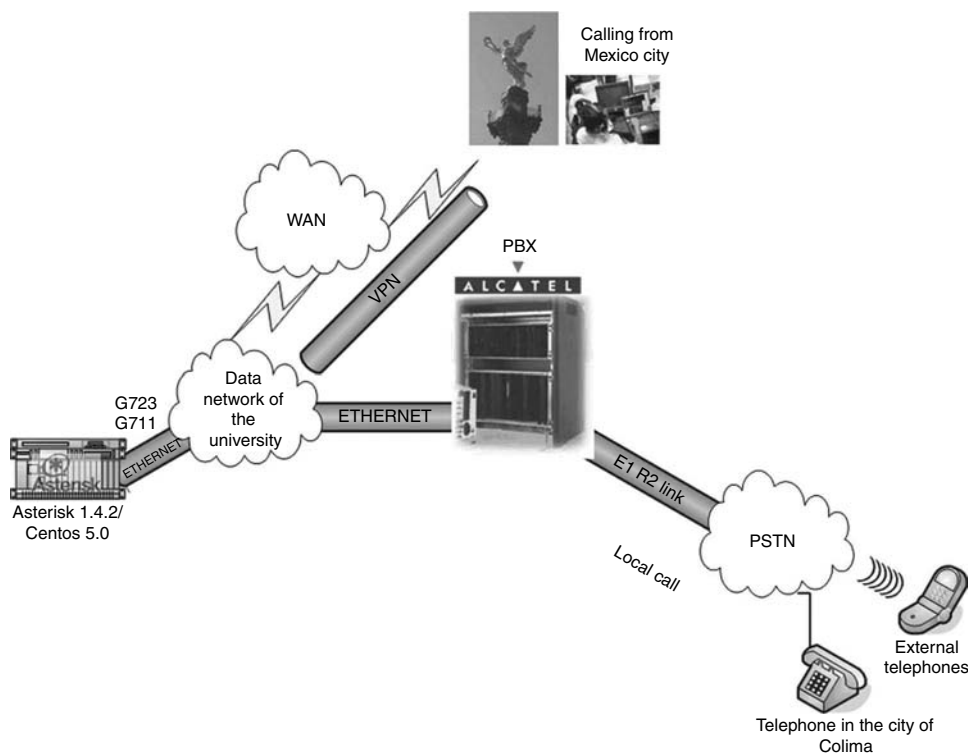 Calling from
Mexico city
WAN
VPN
PBX
ALCATEL
Data
network of
the
university
G723
G711
ETHERNET
ETHERNET
Asterisk
Asterisk 1.4.2/
Centos 5.0
E1 R2 link
PSTN
Local call
External
telephones
Telephone in the city of
Colima